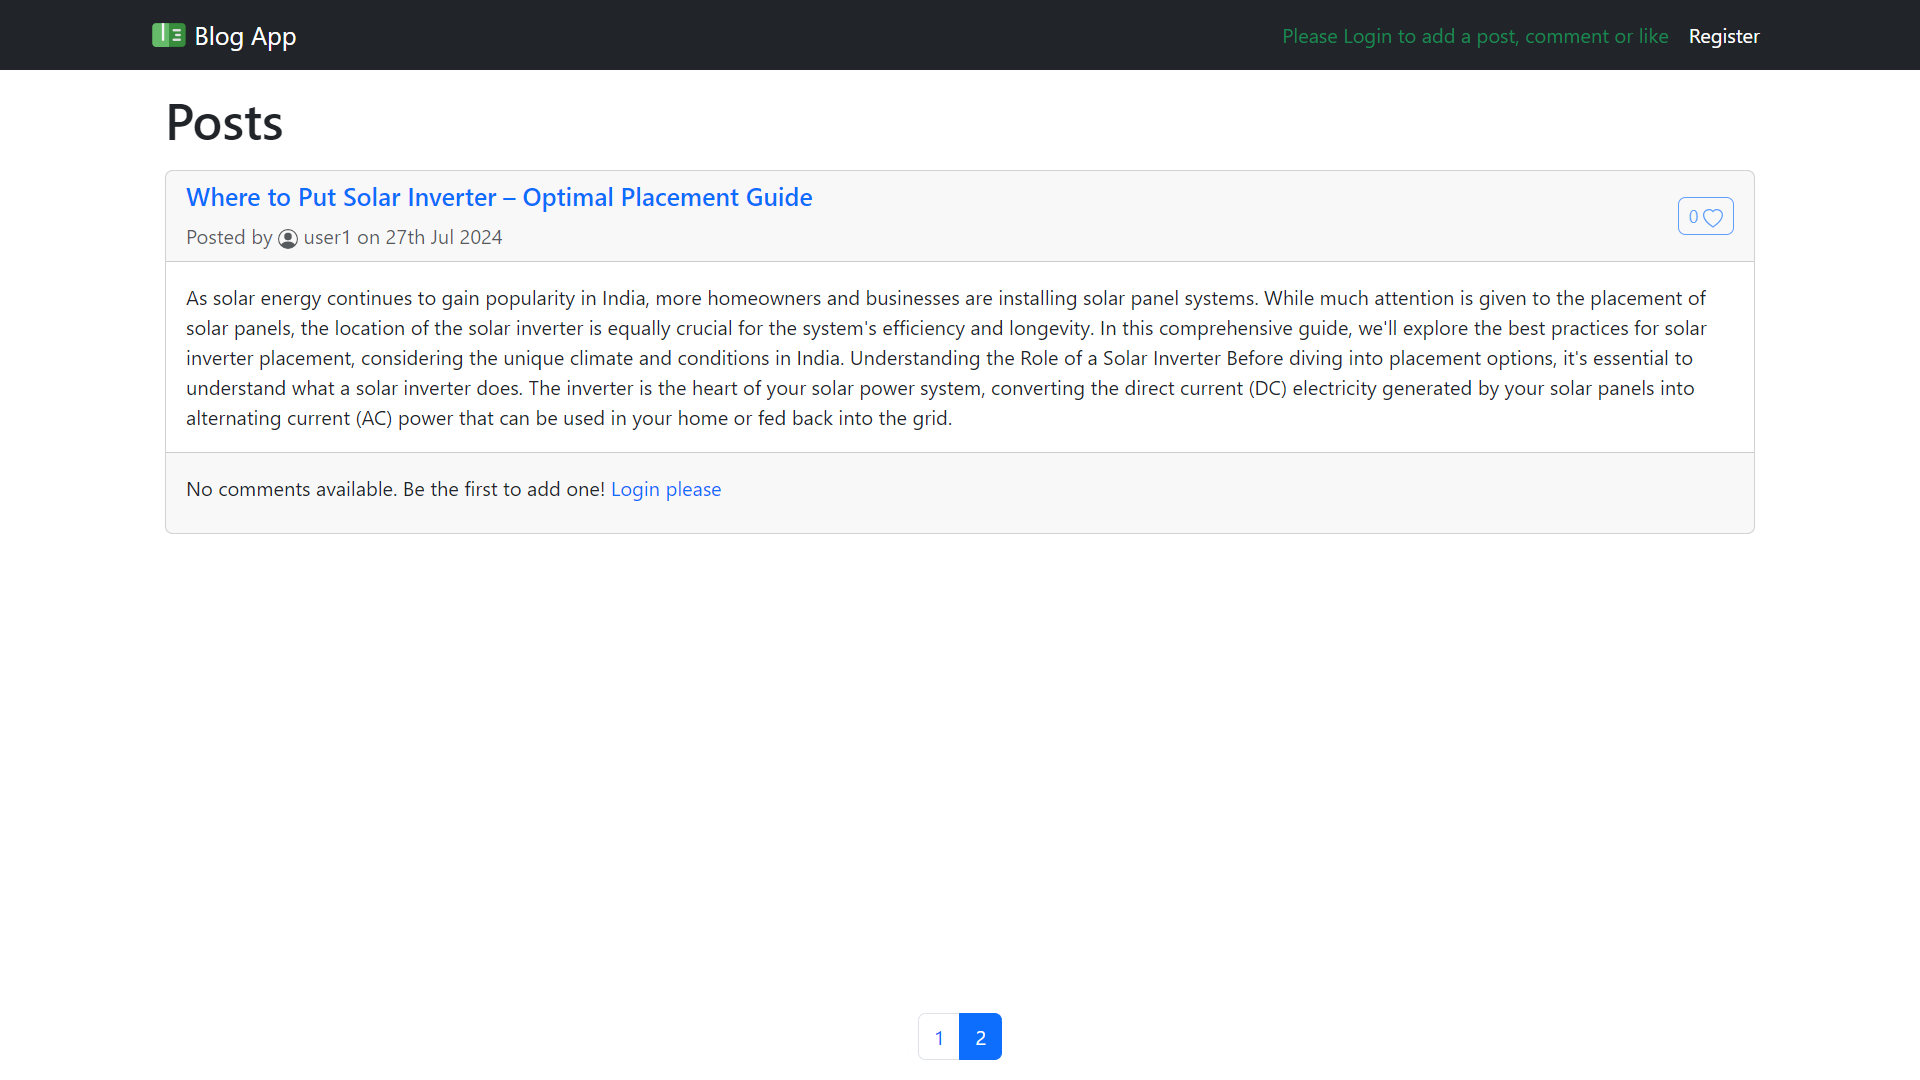 Blog App
Please Login to add a post, comment or like
Register
Posts
Where to Put Solar Inverter – Optimal Placement Guide
Posted by user1 on 27th Jul 2024
0
As solar energy continues to gain popularity in India, more homeowners and businesses are installing solar panel systems. While much attention is given to the placement of
solar panels, the location of the solar inverter is equally crucial for the system's efficiency and longevity. In this comprehensive guide, we'll explore the best practices for solar
inverter placement, considering the unique climate and conditions in India. Understanding the Role of a Solar Inverter Before diving into placement options, it's essential to
understand what a solar inverter does. The inverter is the heart of your solar power system, converting the direct current (DC) electricity generated by your solar panels into
alternating current (AC) power that can be used in your home or fed back into the grid.
No comments available. Be the first to add one! Login please
1
2